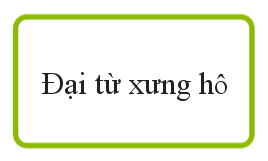 Đại từ xưng hô